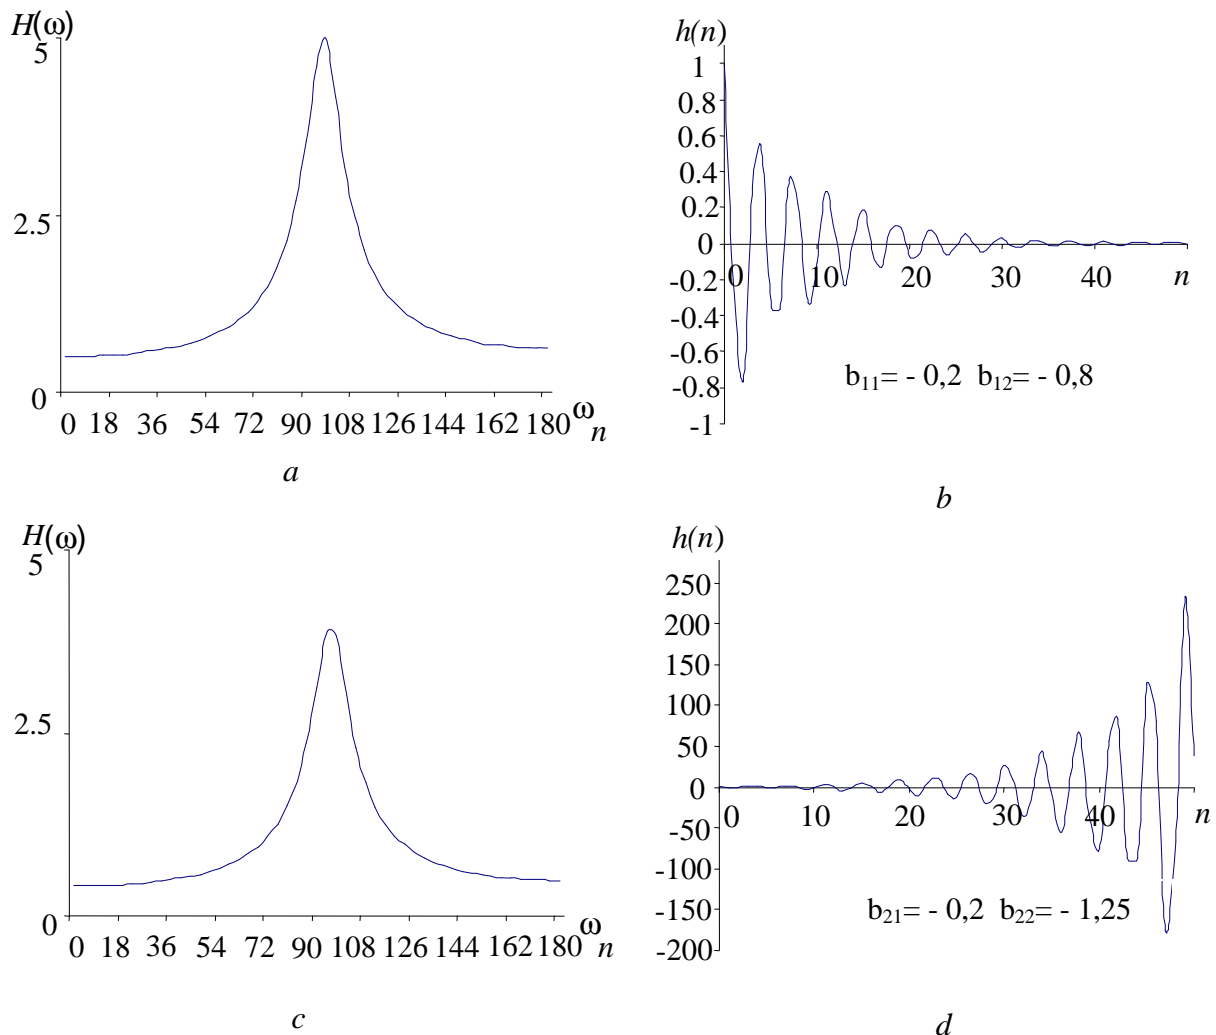 H(ω)
5
2.5
0
0 18 36 54 72 90 108 126 144 162 180 ω
n
a
h(n)
1
0.8
0.6
0.4
0.2
0
-0.2
-0.4
-0.6
-0.8
-1
0 10 20 30 40 n
b₁₁= - 0,2 b₁₂= - 0,8
b
H(ω)
5
2.5
0
0 18 36 54 72 90 108 126 144 162 180 n
ω
c
h(n)
250
200
150
100
50
0
-50
-100
-150
-200
0 10 20 30 40 n
b₂₁= - 0,2 b₂₂= - 1,25
d